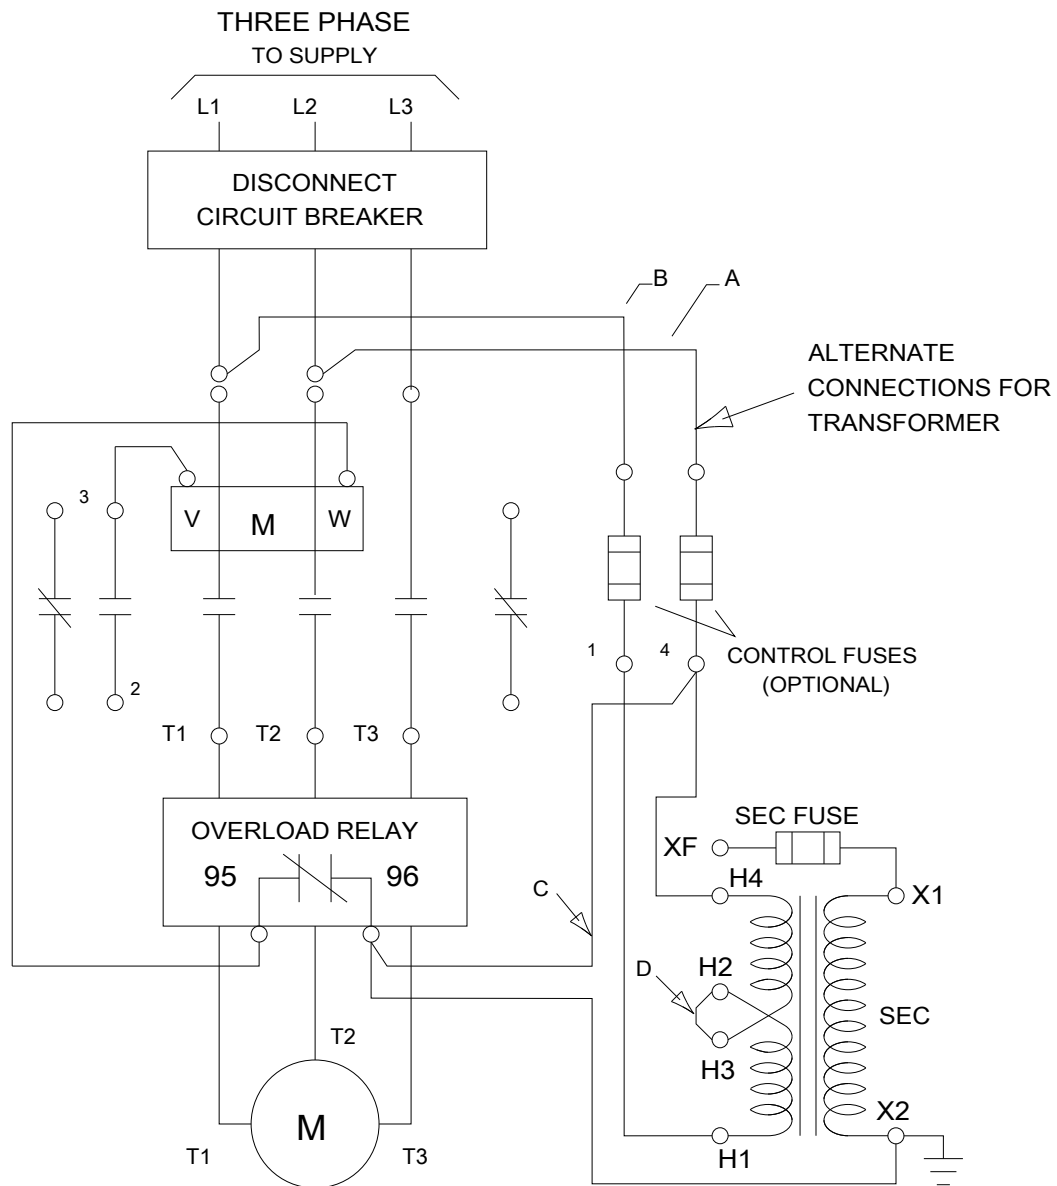 THREE PHASE
TO SUPPLY
L1 L2 L3
DISCONNECT
CIRCUIT BREAKER
B A
ALTERNATE
CONNECTIONS FOR
TRANSFORMER
3
V M W
1 4
CONTROL FUSES
(OPTIONAL)
2
T1 T2 T3
OVERLOAD RELAY
95 96
SEC FUSE
XF
H4
X1
C
D
H2
SEC
H3
T2
M
X2
T1 T3
H1